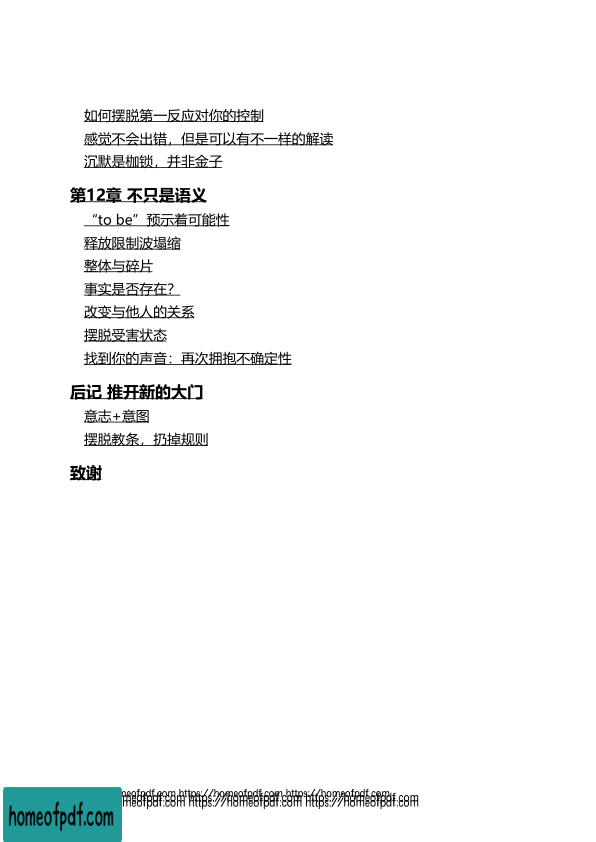 如何摆脱第一反应对你的控制
感觉不会出错，但是可以有不一样的解读
沉默是枷锁，并非金子
第12章 不只是语义
“to be”预示着可能性
释放限制波塌缩
整体与碎片
事实是否存在？
改变与他人的关系
摆脱受害状态
找到你的声音：再次拥抱不确定性
后记 推开新的大门
意志+意图
摆脱教条，扔掉规则
致谢
meofpdf.com https://homeofpdf.com https://homeofpdf.com
meofpdf.com https://homeofpdf.com https://homeofpdf.com
homeofpdf.com